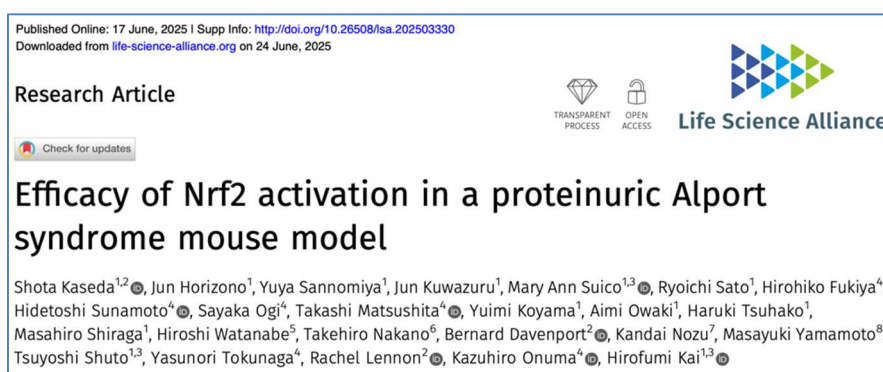 Published Online: 17 June, 2025 | Supp Info: http://doi.org/10.26508/lsa.202503330
Downloaded from life-science-alliance.org on 24 June, 2025
Research Article
TRANSPARENT PROCESS
OPEN ACCESS
Life Science Alliance
Check for updates
Efficacy of Nrf2 activation in a proteinuric Alport
syndrome mouse model
Shota Kaseda1,2, Jun Horizono1, Yuya Sannomiya1, Jun Kuwazuru1, Mary Ann Suico1,3, Ryoichi Sato1, Hirohiko Fukiya4
Hidetoshi Sunamoto4, Sayaka Ogi4, Takashi Matsushita4, Yuimi Koyama1, Aimi Owaki1, Haruki Tsuhako1,
Masahiro Shiraga1, Hiroshi Watanabe5, Takehiro Nakano6, Bernard Davenport2, Kandai Nozu7, Masayuki Yamamoto8
Tsuyoshi Shuto1,3, Yasunori Tokunaga4, Rachel Lennon2, Kazuhiro Onuma4, Hirofumi Kai1,3